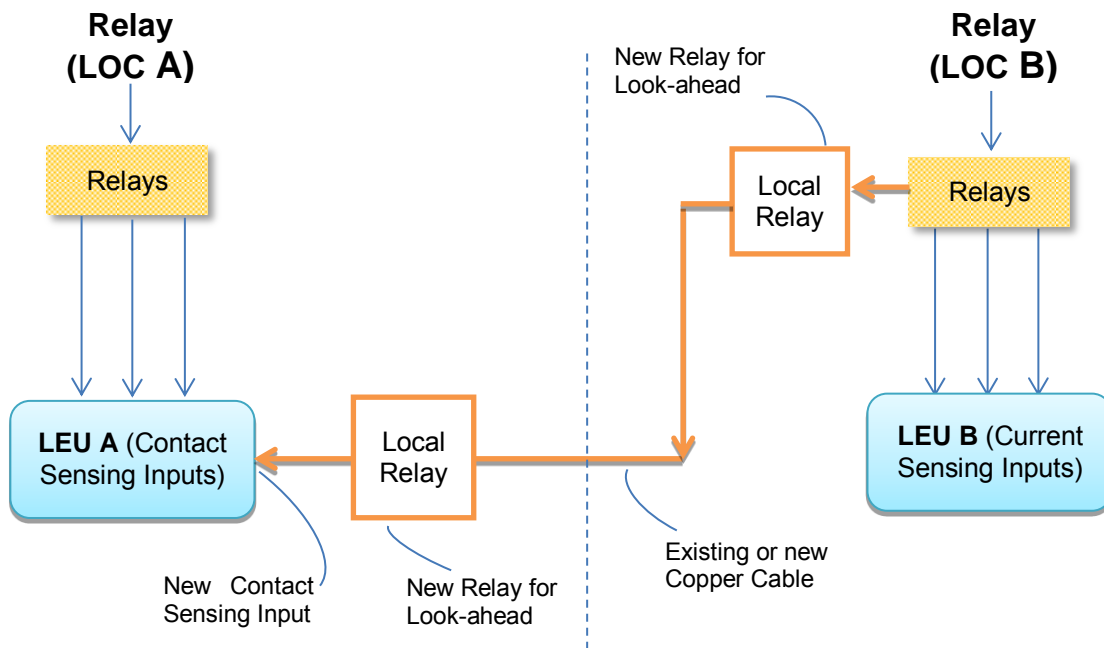 Relay
(LOC A)
Relay
(LOC B)
New Relay for
Look-ahead
Relays
Local
Relay
Relays
LEU A (Contact
Sensing Inputs)
Local
Relay
LEU B (Current
Sensing Inputs)
New Contact
Sensing Input
New Relay for
Look-ahead
Existing or new
Copper Cable